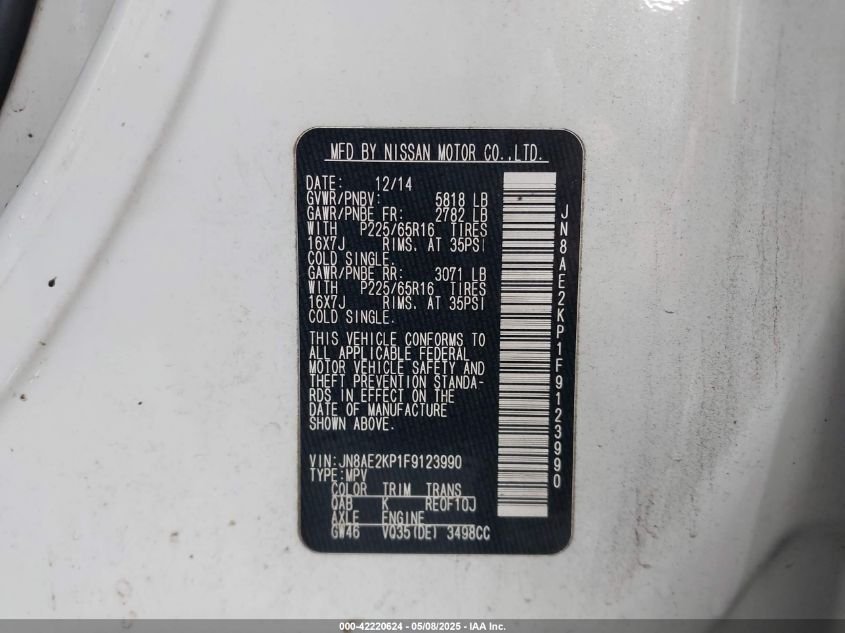 MFD BY NISSAN MOTOR CO.,LTD.
DATE: 12/14
GVWR/PNBV: 5818 LB
GAWR/PNBE FR: 2782 LB
WITH P225/65R16 TIRES
16X7J RIMS. AT 35PSI
COLD SINGLE.
GAWR/PNBE RR: 3071 LB
WITH P225/65R16 TIRES
16X7J RIMS. AT 35PSI
COLD SINGLE.
THIS VEHICLE CONFORMS TO
ALL APPLICABLE FEDERAL
MOTOR VEHICLE SAFETY AND
THEFT PREVENTION STANDA-
RDS IN EFFECT ON THE
DATE OF MANUFACTURE
SHOWN ABOVE.
VIN:JN8AE2KP1F9123990
TYPE:MPV
COLOR TRIM TRANS
QAB K RE0F10J
AXLE ENGINE
GW46 VQ35(DE) 3498CC
JN8AE2KP1F9123990
000-42220624 - 05/08/2025 - IAA Inc.